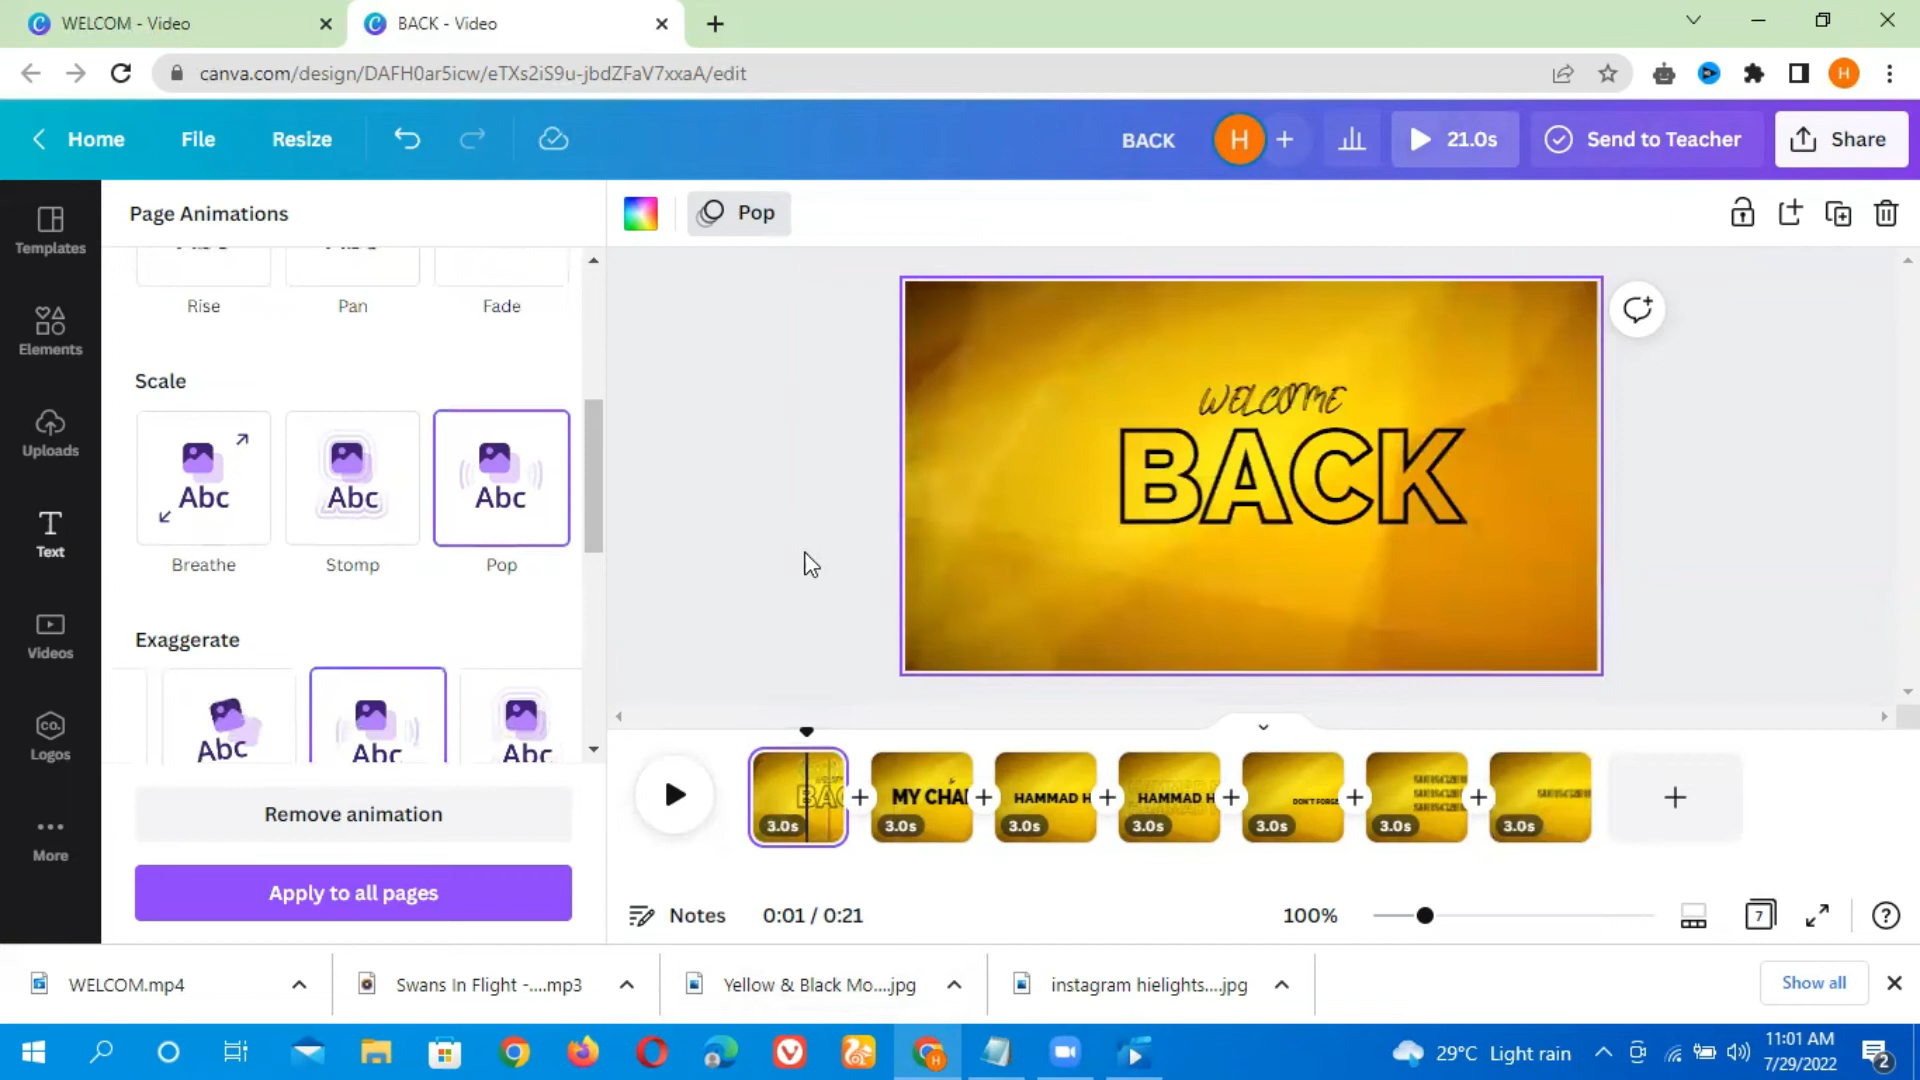 WELCOM - Video
BACK - Video
canva.com/design/DAFH0ar5icw/eTXs2iS9u-jbdZFaV7xxaA/edit
H
Home
File
Resize
BACK
H
21.0s
Send to Teacher
Share
Templates
Elements
Uploads
Text
Videos
CO.
Logos
More
Page Animations
Rise
Pan
Fade
Scale
Abc
Abc
Abc
Breathe
Stomp
Pop
Exaggerate
Abc
Abc
Abc
Remove animation
Apply to all pages
Pop
WELCOME
BACK
3.0s
MY CHA
3.0s
HAMMAD H
3.0s
HAMMAD H
3.0s
DON'T FORGE
3.0s
3.0s
3.0s
Notes
0:01 / 0:21
100%
7
WELCOM.mp4
Swans In Flight -....mp3
Yellow & Black Mo....jpg
instagram hielights....jpg
Show all
H
29°C Light rain
11:01 AM
7/29/2022
2